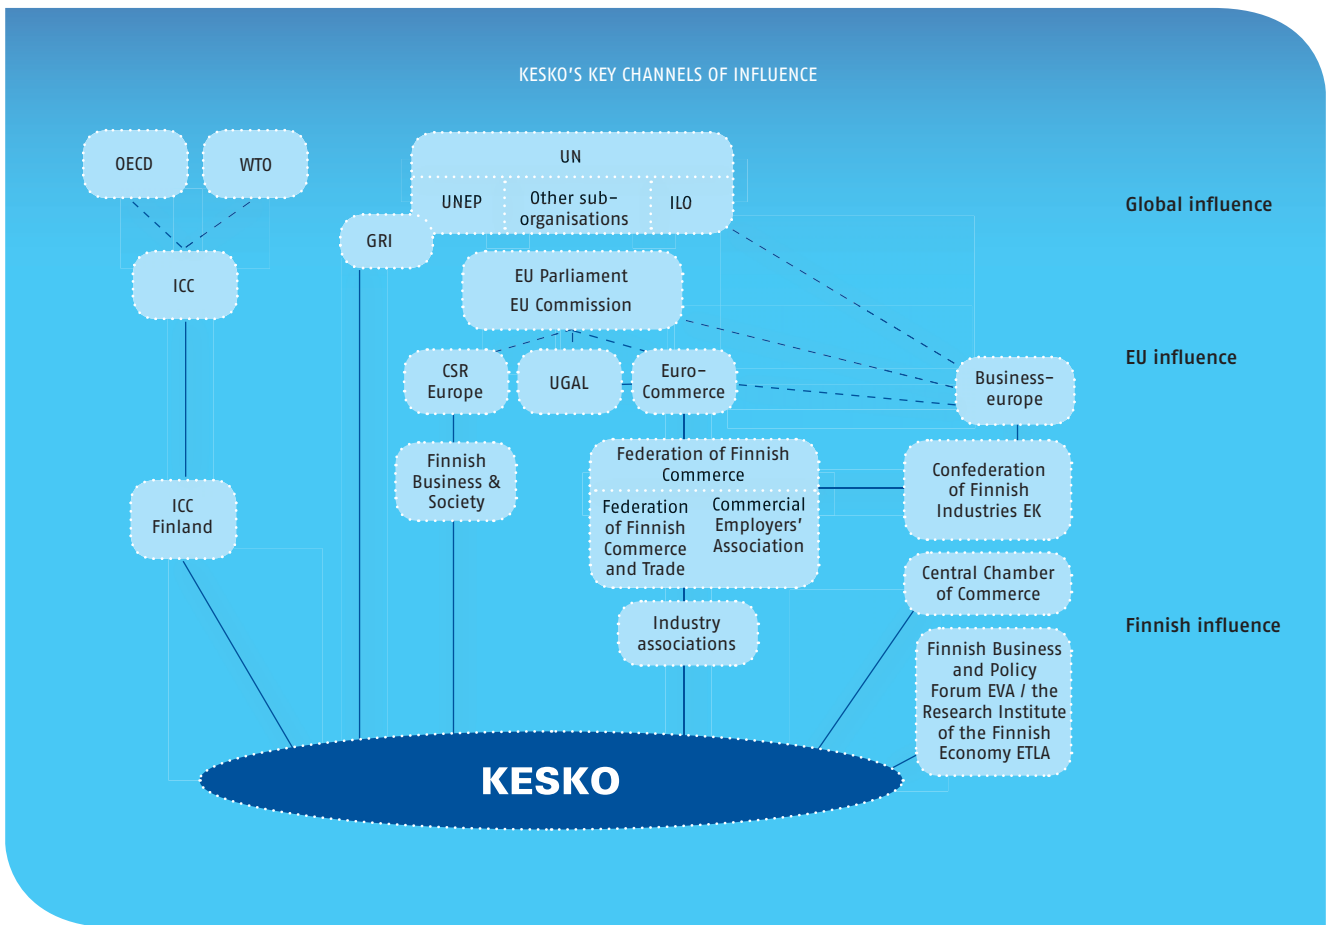 KESKO'S KEY CHANNELS OF INFLUENCE
OECD
WTO
UN
UNEP
Other sub-
organisations
ILO
Global influence
GRI
ICC
EU Parliament
EU Commission
CSR
Europe
UGAL
Euro-
Commerce
Business-
europe
EU influence
Finnish
Business &
Society
Federation of Finnish
Commerce
Federation
of Finnish
Commerce
and Trade
Commercial
Employers'
Association
Confederation
of Finnish
Industries EK
ICC
Finland
Central Chamber
of Commerce
Industry
associations
Finnish influence
Finnish Business
and Policy
Forum EVA / the
Research Institute
of the Finnish
Economy ETLA
KESKO